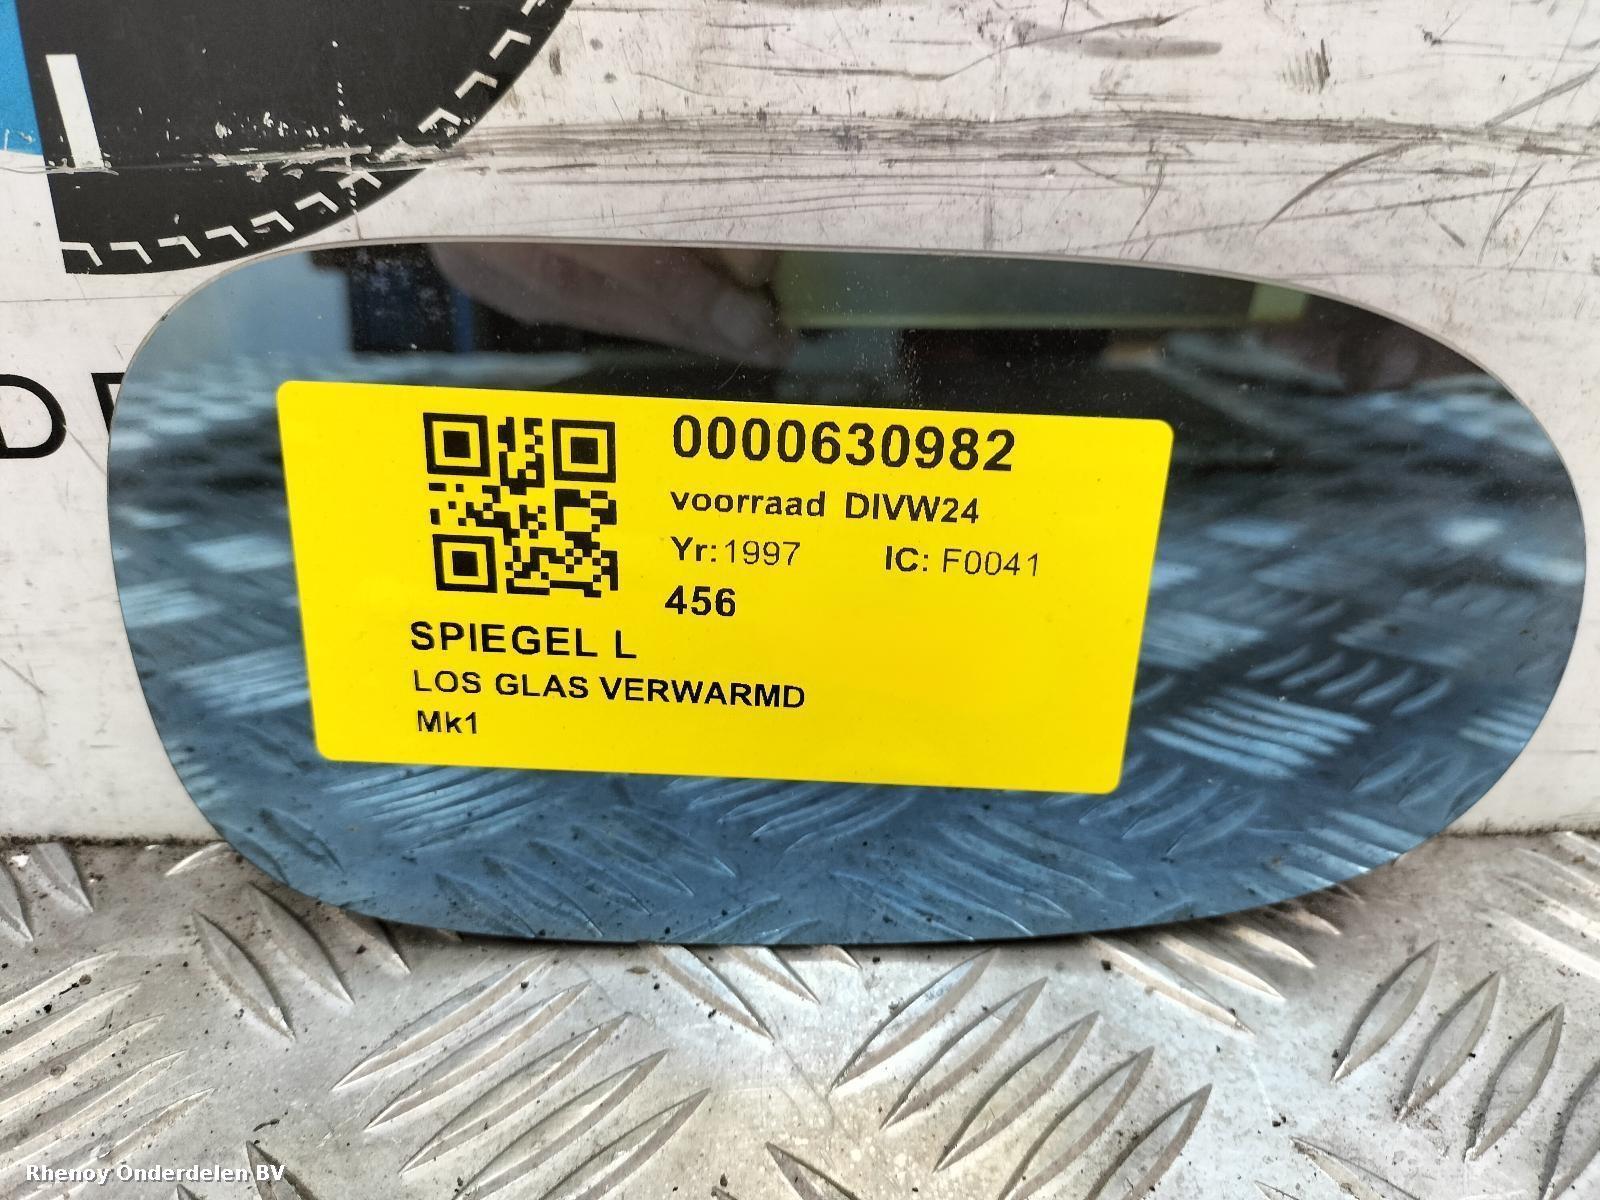 0000630982
voorraad DIVW24
Yr:1997 IC: F0041
456
SPIEGEL L
LOS GLAS VERWARMD
Mk1
Rhenoy Onderdelen BV